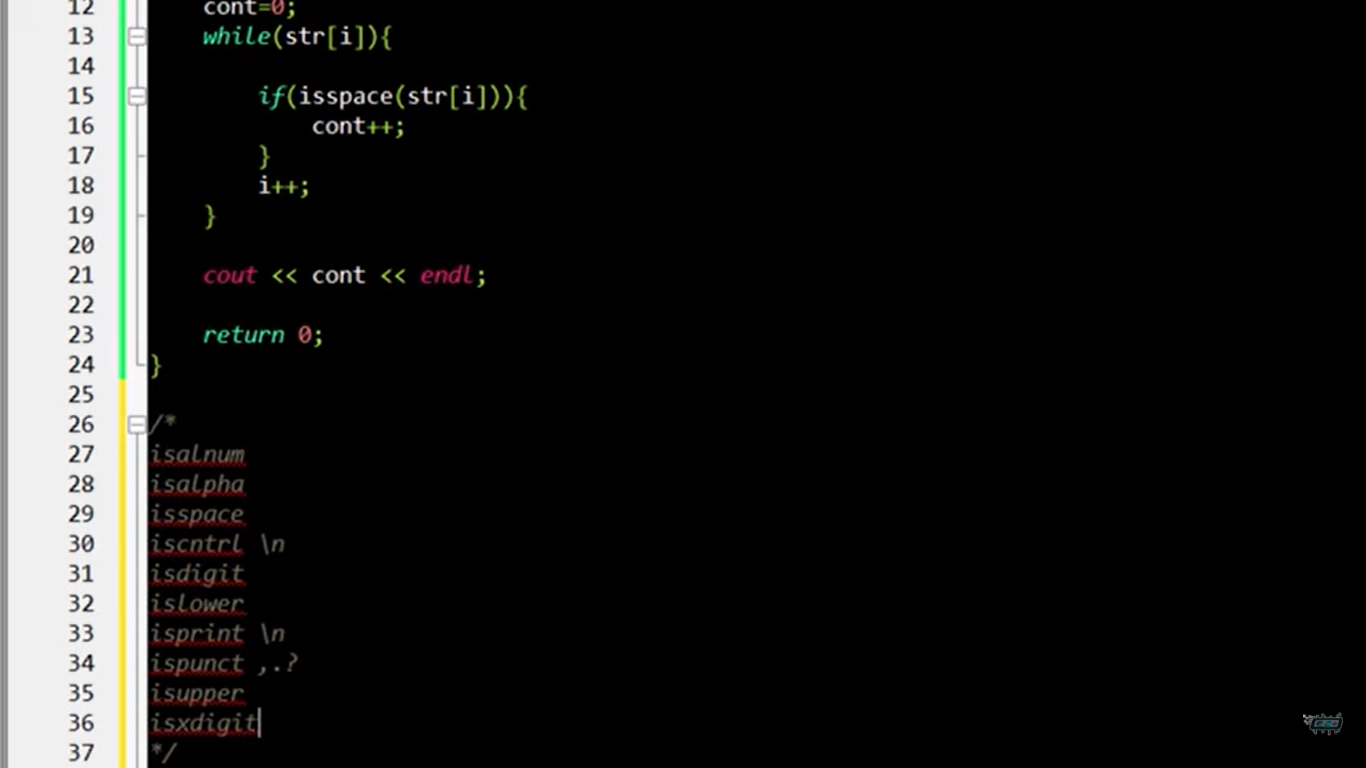 12 cont=0;
13 while(str[i]){
14
15 if(isspace(str[i])){
16 cont++;
17 }
18 i++;
19 }
20
21 cout << cont << endl;
22
23 return 0;
24 }
25
26 /*
27 isalnum
28 isalpha
29 isspace
30 iscntrl \n
31 isdigit
32 islower
33 isprint \n
34 ispunct ,.?
35 isupper
36 isxdigit
37 */